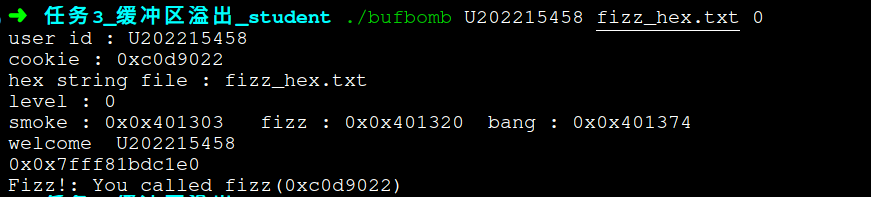 ➜ 任务3_缓冲区溢出_student ./bufbomb U202215458 fizz_hex.txt 0
user id : U202215458
cookie : 0xc0d9022
hex string file : fizz_hex.txt
level : 0
smoke : 0x0x401303   fizz : 0x0x401320  bang : 0x0x401374
welcome  U202215458
0x0x7fff81bdc1e0
Fizz!: You called fizz(0xc0d9022)